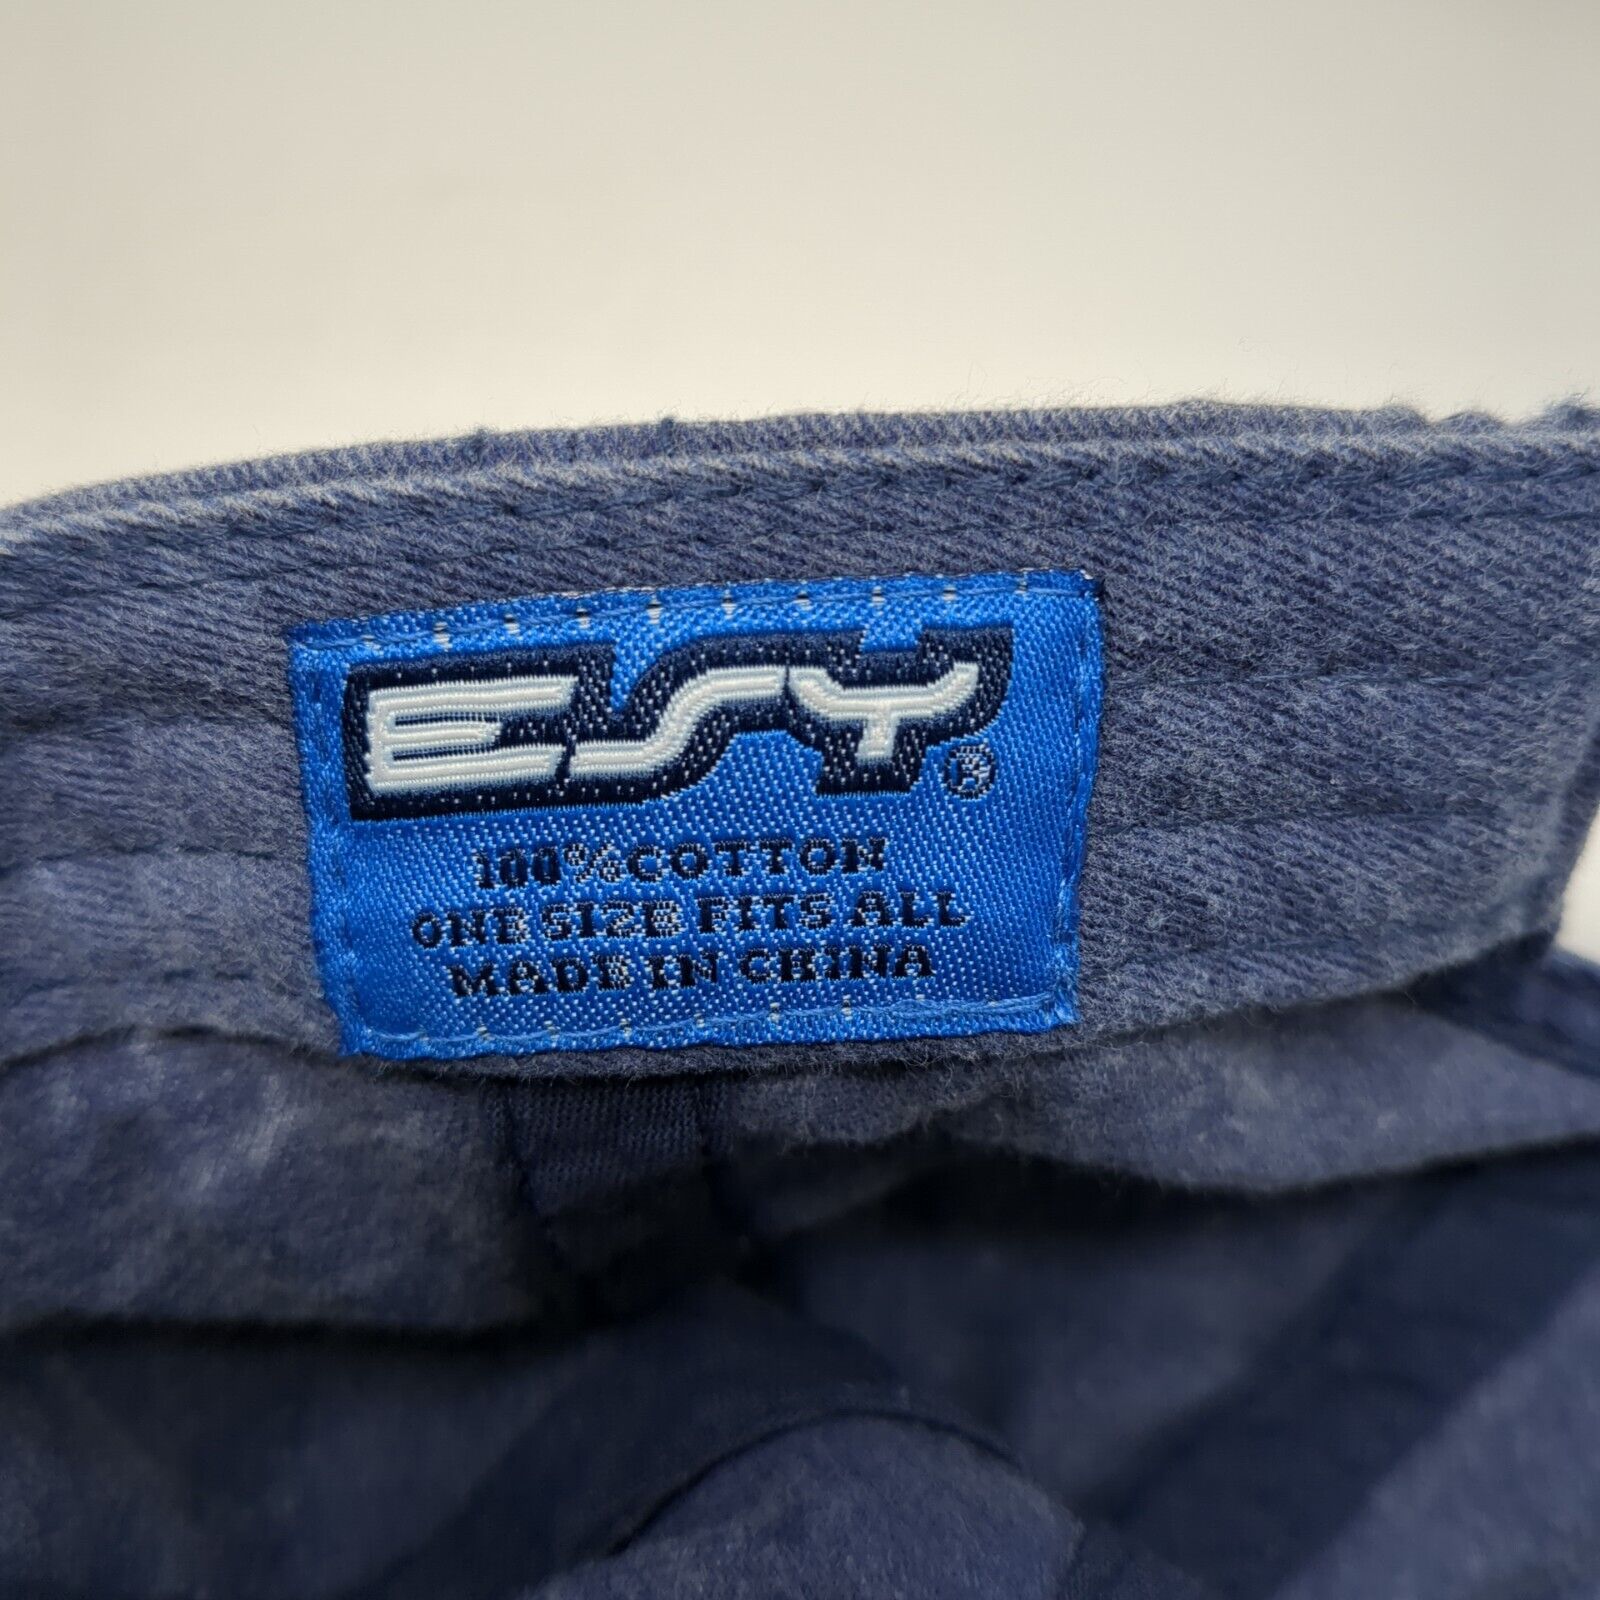 ESY®
100% COTTON
ONE SIZE FITS ALL
MADE IN CHINA